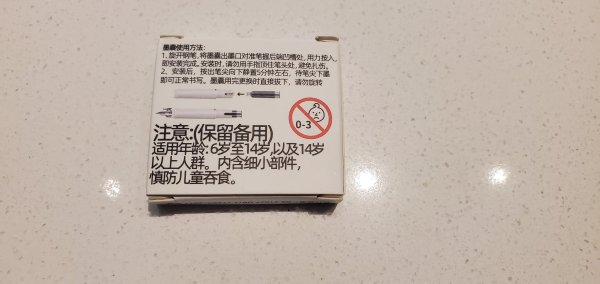 墨囊使用方法:
1. 旋开钢笔,将墨囊出墨口对准笔握后端凹槽处,用力按入,
即安装完成。安装时,请勿用手指顶住笔头处,避免扎伤。
2、安装后,按出笔尖向下静置5分钟左右,待笔尖下墨
即可正常书写。墨囊用完更换时直接拔下,请勿旋转
0-3
注意:(保留备用)
适用年龄:6岁至14岁,以及14岁
以上人群。内含细小部件,
慎防儿童吞食。